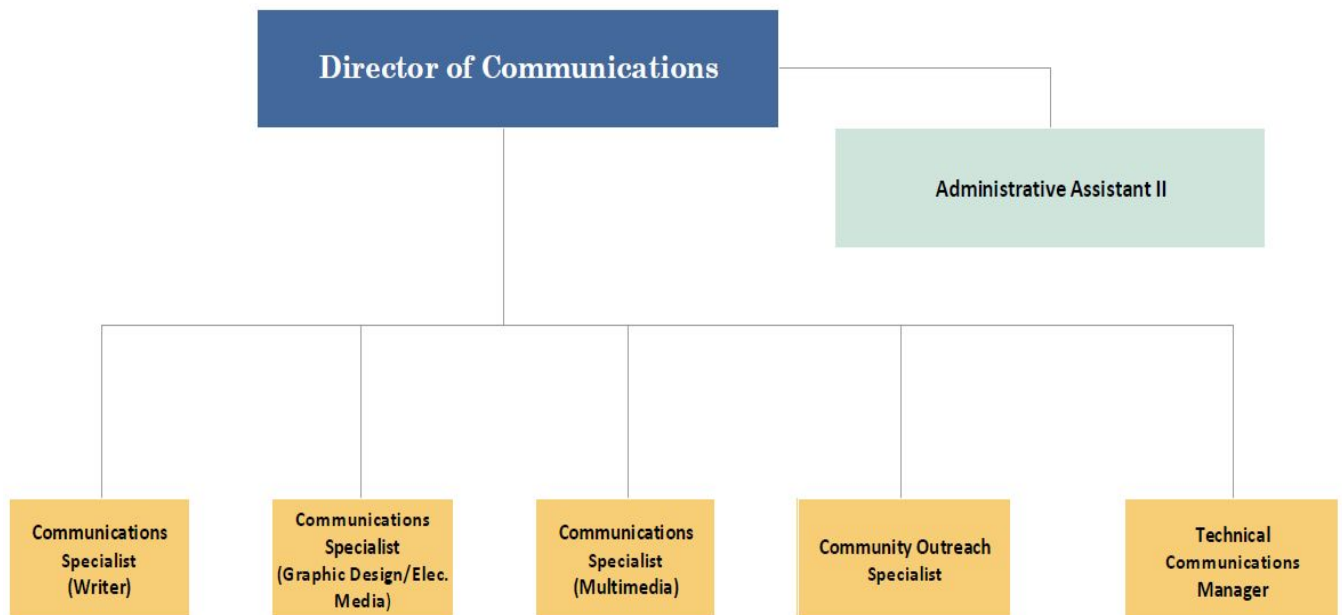 Director of Communications
Administrative Assistant II
Communications
Specialist
(Writer)
Communications
Specialist
(Graphic Design/Elec.
Media)
Communications
Specialist
(Multimedia)
Community Outreach
Specialist
Technical
Communications
Manager